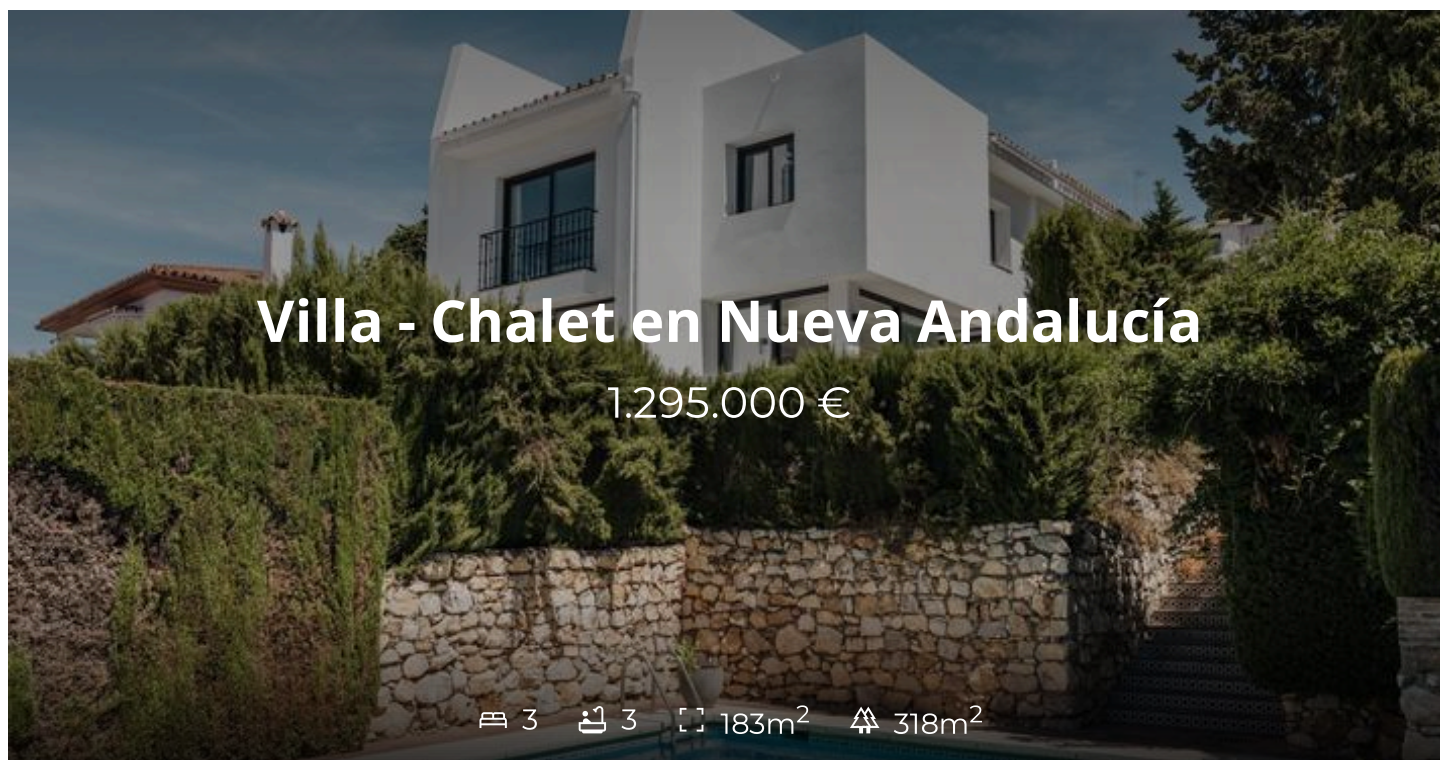 Villa - Chalet en Nueva Andalucía
1.295.000 €
3 3 183m² 318m²